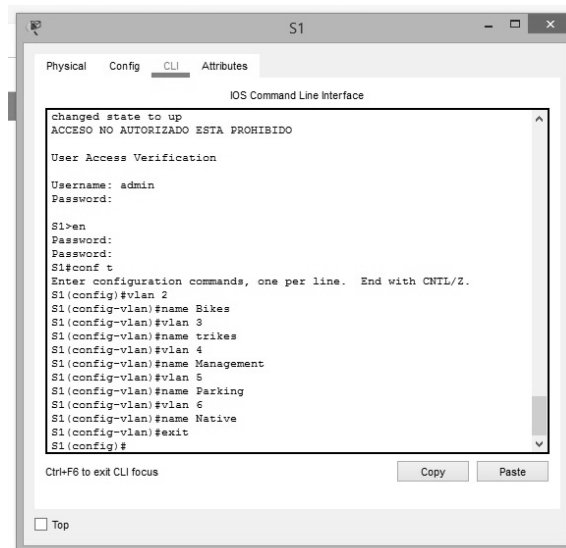 S1
Physical Config CLI Attributes
IOS Command Line Interface
changed state to up
ACCESO NO AUTORIZADO ESTA PROHIBIDO
User Access Verification
Username: admin
Password:
S1>en
Password:
Password:
S1#conf t
Enter configuration commands, one per line.  End with CNTL/Z.
S1(config)#vlan 2
S1(config-vlan)#name Bikes
S1(config-vlan)#vlan 3
S1(config-vlan)#name trikes
S1(config-vlan)#vlan 4
S1(config-vlan)#name Management
S1(config-vlan)#vlan 5
S1(config-vlan)#name Parking
S1(config-vlan)#vlan 6
S1(config-vlan)#name Native
S1(config-vlan)#exit
S1(config)#
Ctrl+F6 to exit CLI focus Copy Paste
Top